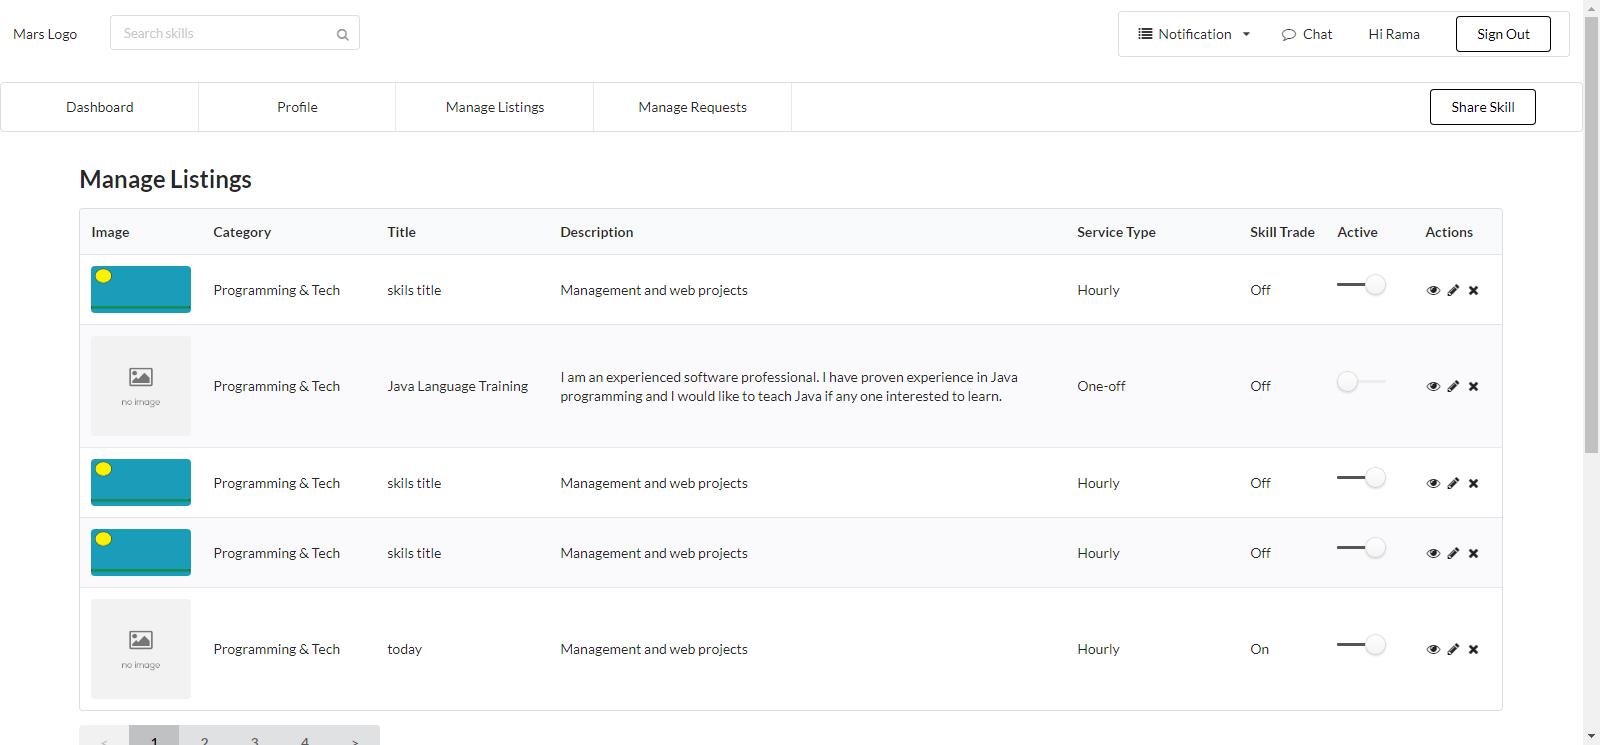 Mars Logo
Search skills
Notification
Chat
Hi Rama
Sign Out
Dashboard
Profile
Manage Listings
Manage Requests
Share Skill
Manage Listings
Image Category Title Description Service Type Skill Trade Active Actions
Programming & Tech skils title Management and web projects Hourly Off
no image
Programming & Tech Java Language Training
I am an experienced software professional. I have proven experience in Java
programming and I would like to teach Java if any one interested to learn.
One-off Off
Programming & Tech skils title Management and web projects Hourly Off
Programming & Tech skils title Management and web projects Hourly Off
no image
Programming & Tech today Management and web projects Hourly On
< 1 2 3 4 >